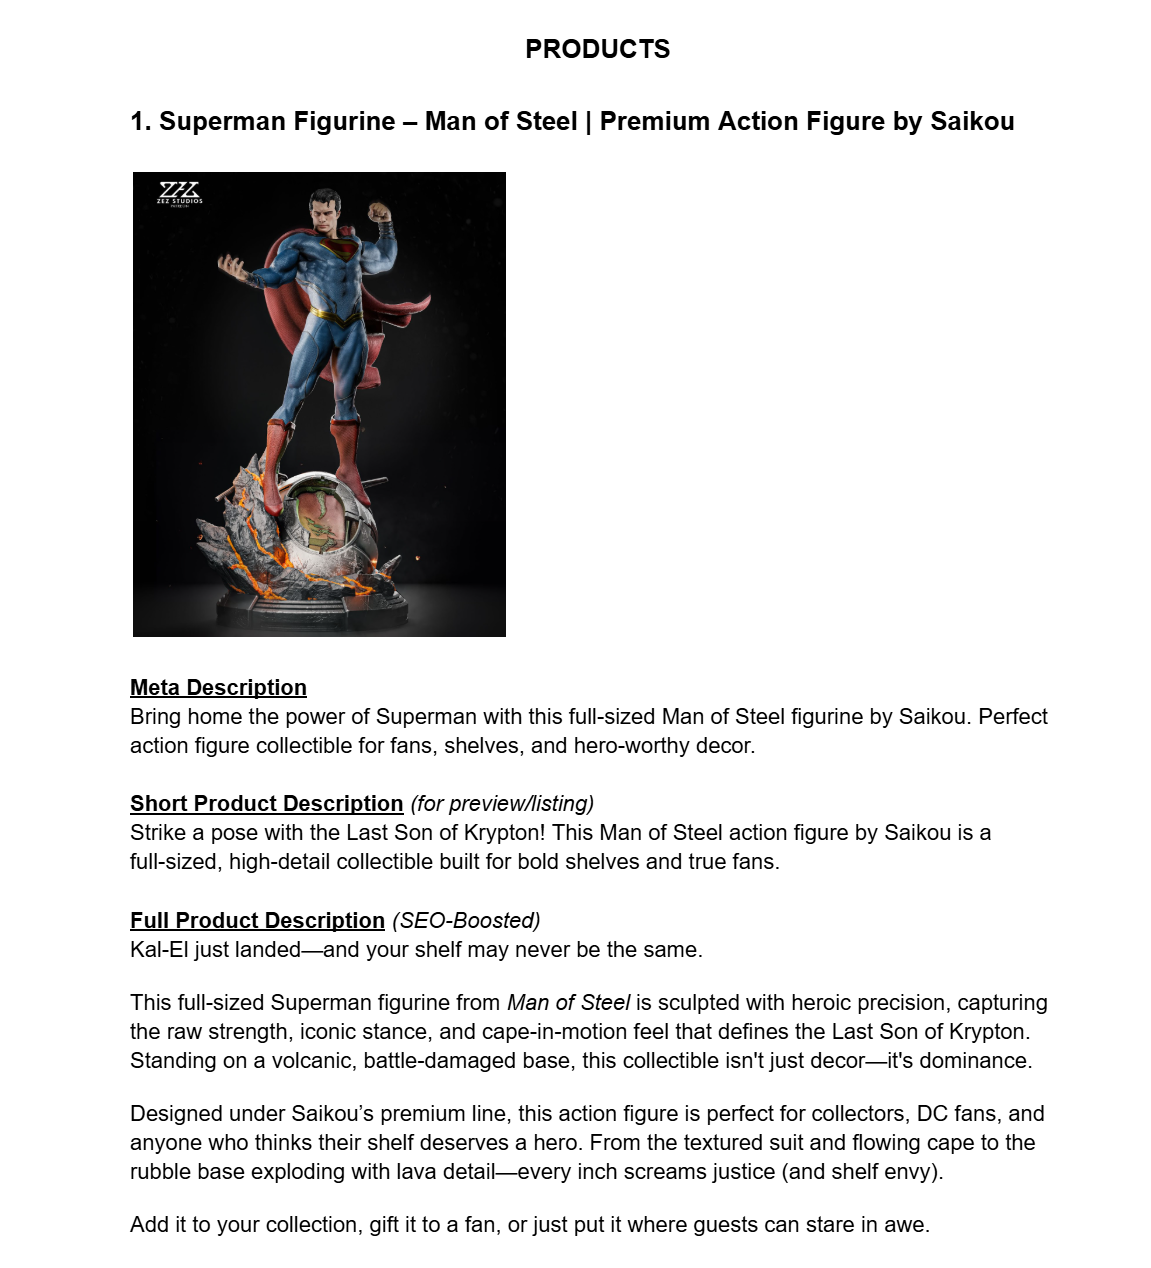 PRODUCTS
1. Superman Figurine – Man of Steel | Premium Action Figure by Saikou
ZEZ STUDIOS
Meta Description
Bring home the power of Superman with this full-sized Man of Steel figurine by Saikou. Perfect
action figure collectible for fans, shelves, and hero-worthy decor.
Short Product Description (for preview/listing)
Strike a pose with the Last Son of Krypton! This Man of Steel action figure by Saikou is a
full-sized, high-detail collectible built for bold shelves and true fans.
Full Product Description (SEO-Boosted)
Kal-El just landed—and your shelf may never be the same.
This full-sized Superman figurine from Man of Steel is sculpted with heroic precision, capturing
the raw strength, iconic stance, and cape-in-motion feel that defines the Last Son of Krypton.
Standing on a volcanic, battle-damaged base, this collectible isn't just decor—it's dominance.
Designed under Saikou’s premium line, this action figure is perfect for collectors, DC fans, and
anyone who thinks their shelf deserves a hero. From the textured suit and flowing cape to the
rubble base exploding with lava detail—every inch screams justice (and shelf envy).
Add it to your collection, gift it to a fan, or just put it where guests can stare in awe.